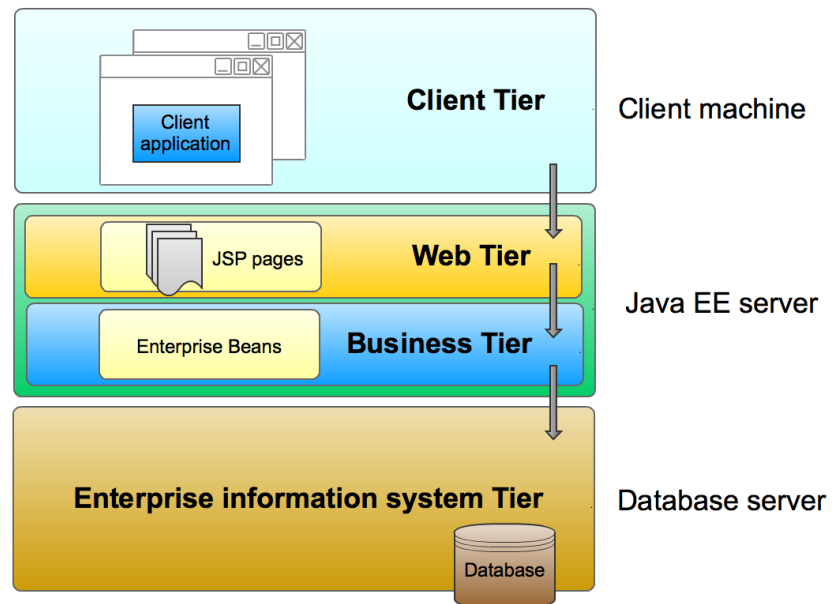 Client Tier
Client machine
Client
application
JSP pages
Web Tier
Java EE server
Enterprise Beans
Business Tier
Enterprise information system Tier
Database server
Database